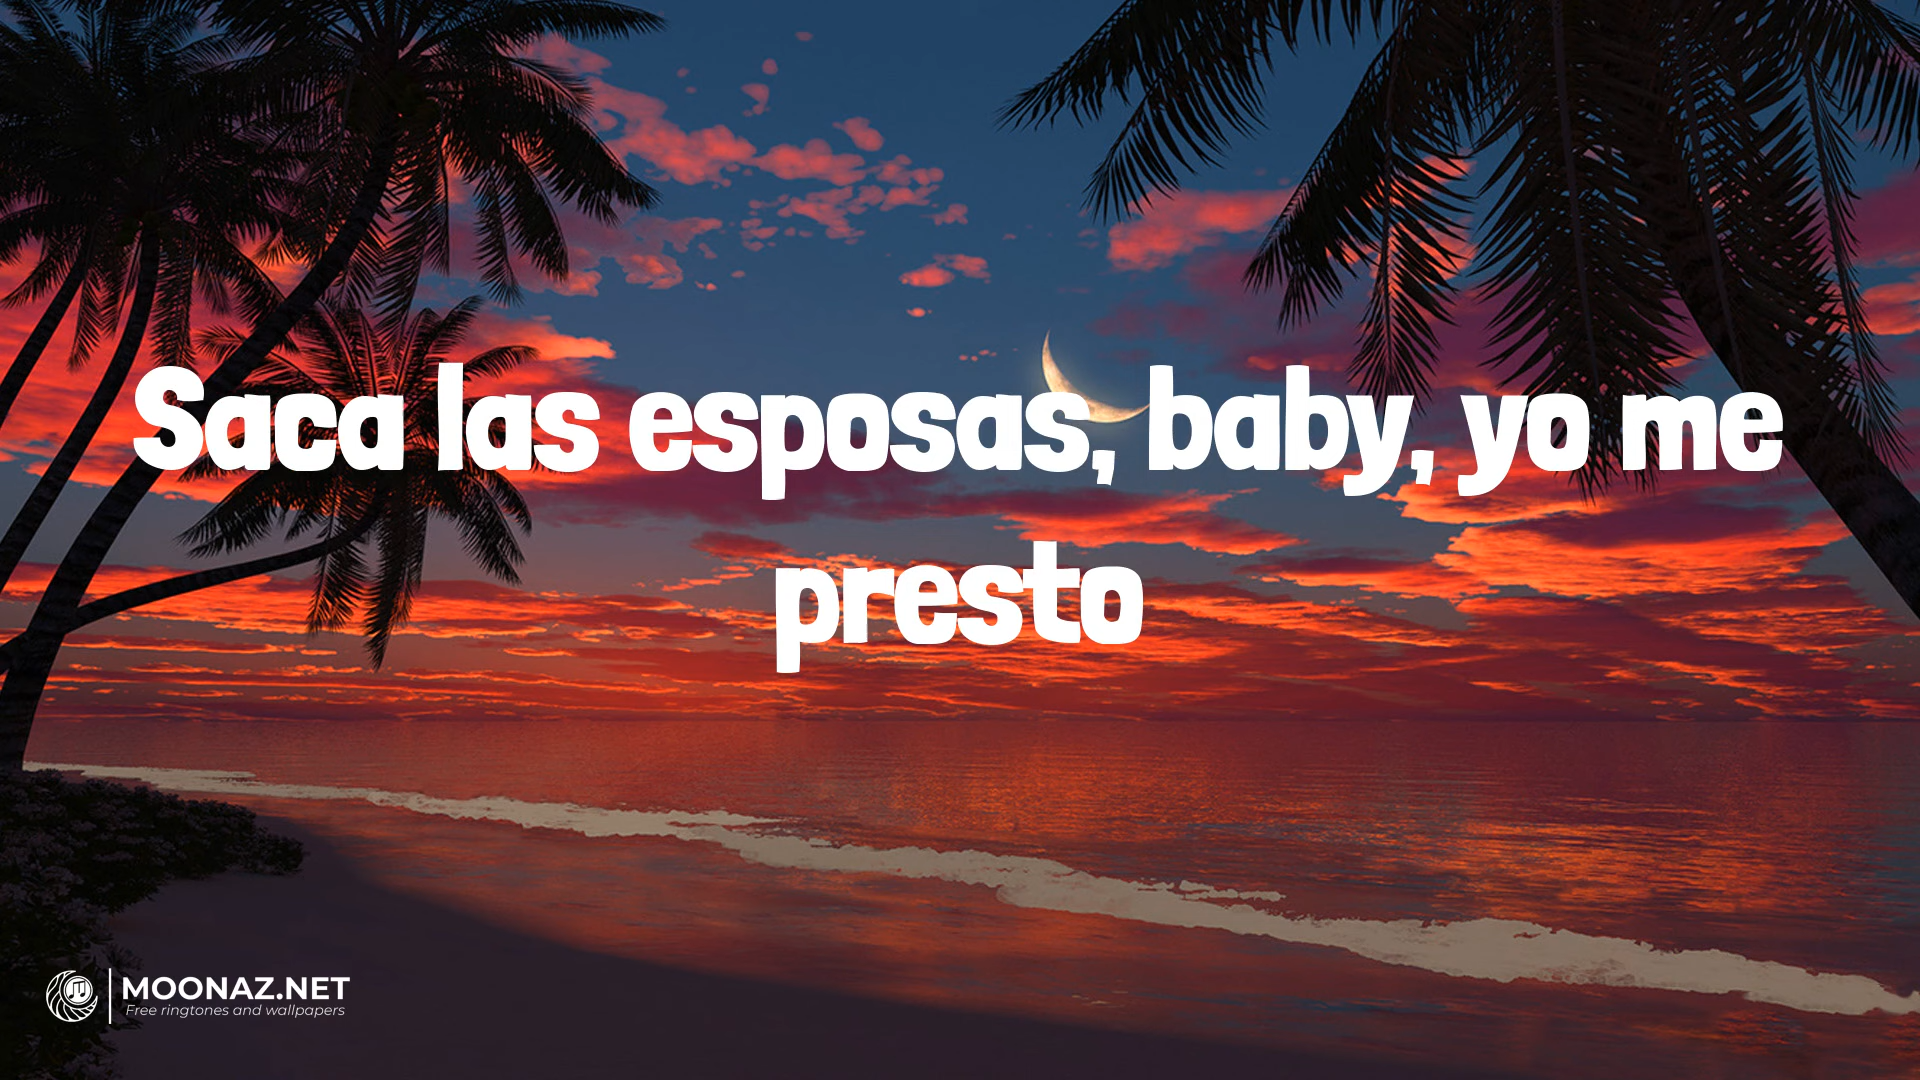 Saca las esposas, baby, yo me
presto
MOONAZ.NET
Free ringtones and wallpapers